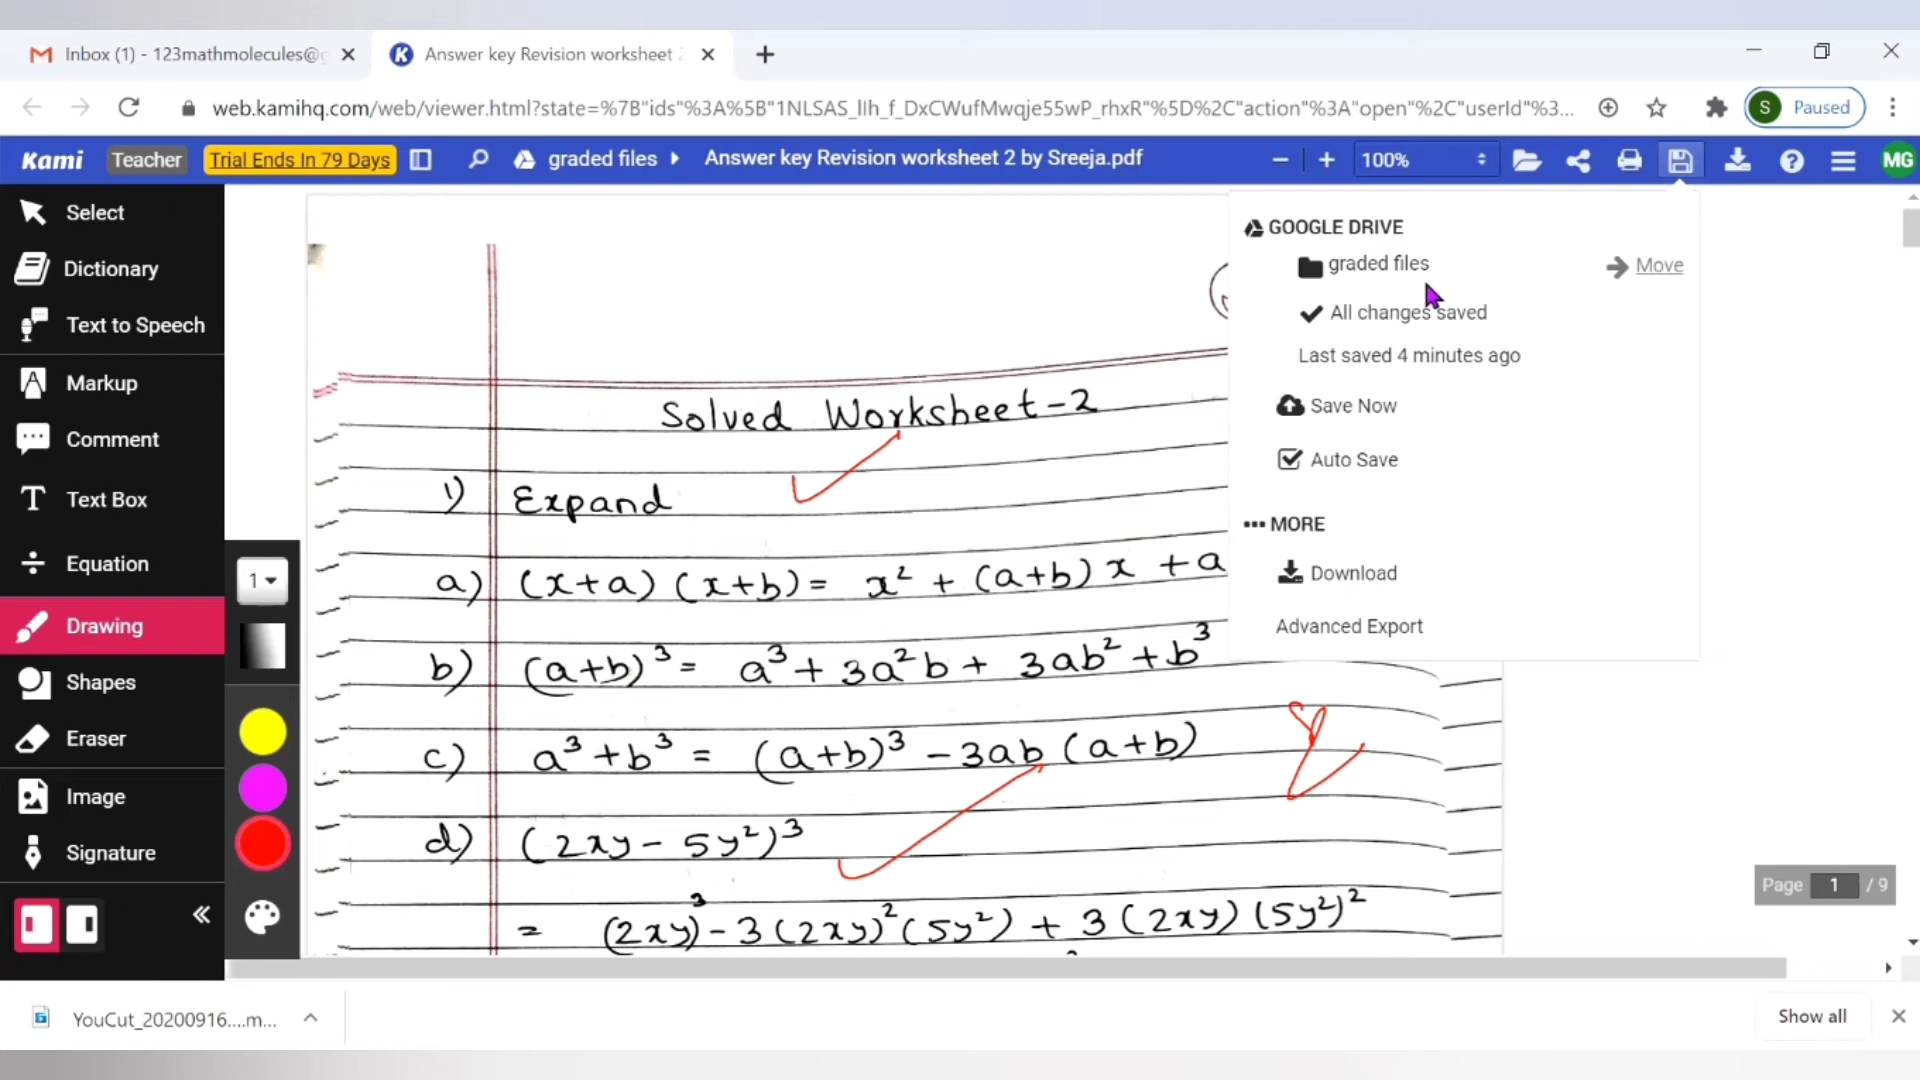 Inbox (1) - 123mathmolecules@g
Answer key Revision worksheet 2
web.kamihq.com/web/viewer.html?state=%7B"ids"%3A%5B"1NLSAS_lIh_f_DxCWufMwqje55wP_rhxR"%5D%2C"action"%3A"open"%2C"userId"%3...
S Paused
Kami Teacher Trial Ends In 79 Days graded files Answer key Revision worksheet 2 by Sreeja.pdf 100% MG
Select
Dictionary
Text to Speech
Markup
Comment
Text Box
Equation
Drawing
Shapes
Eraser
Image
Signature
1
GOOGLE DRIVE
graded files Move
All changes saved
Last saved 4 minutes ago
Save Now
Auto Save
MORE
Download
Advanced Export
Solved Worksheet-2
1) Expand
a) (x+a) (x+b) = x² + (a+b) x + a
b) (a+b)³ = a³ + 3a²b + 3ab² + b³
c) a³ + b³ = (a+b)³ - 3ab (a+b)
d) (2xy - 5y²)³
= (2xy)³ - 3 (2xy)² (5y²) + 3 (2xy) (5y²)²
Page 1 / 9
YouCut_20200916....m...
Show all